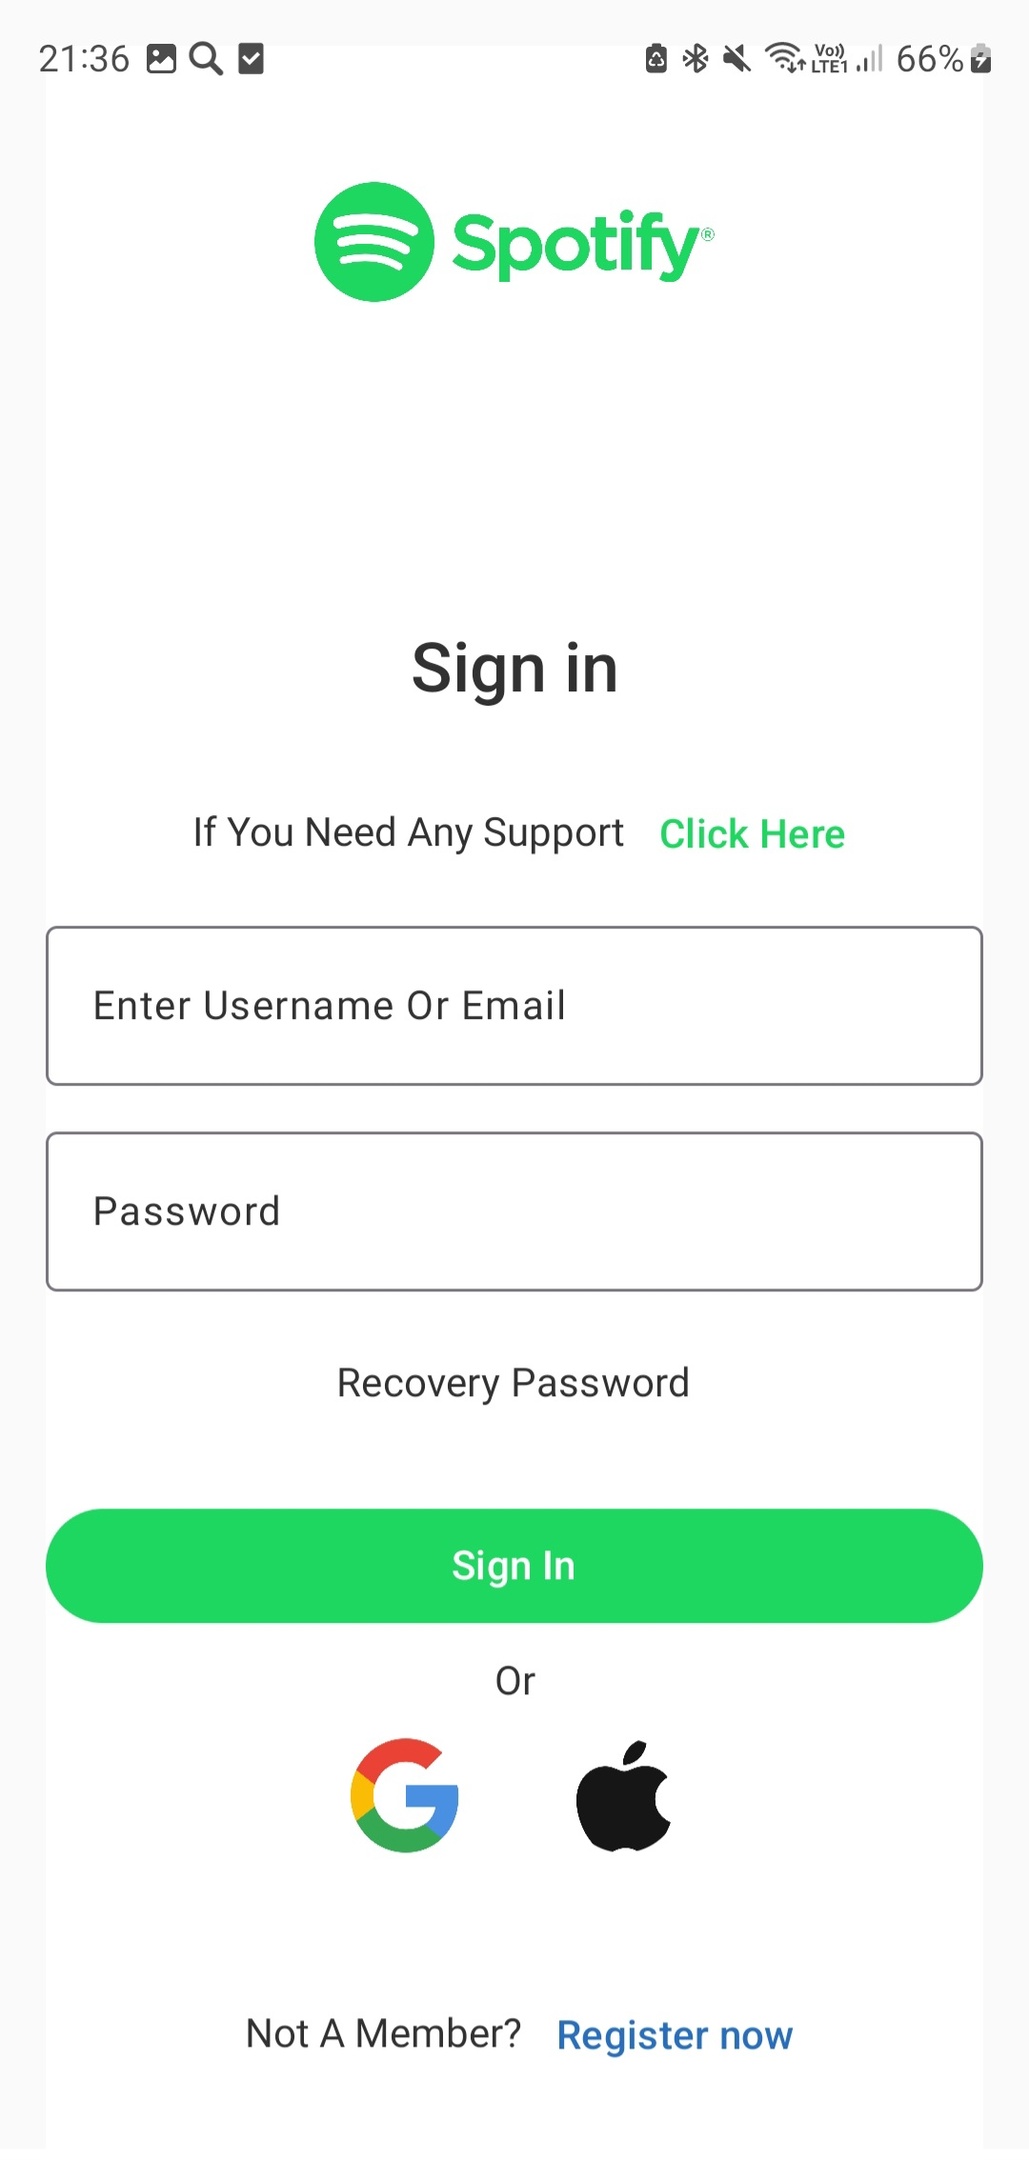 21:36 Vo)) LTE1 66%
Spotify®
Sign in
If You Need Any Support Click Here
Enter Username Or Email
Password
Recovery Password
Sign In
Or
Not A Member? Register now